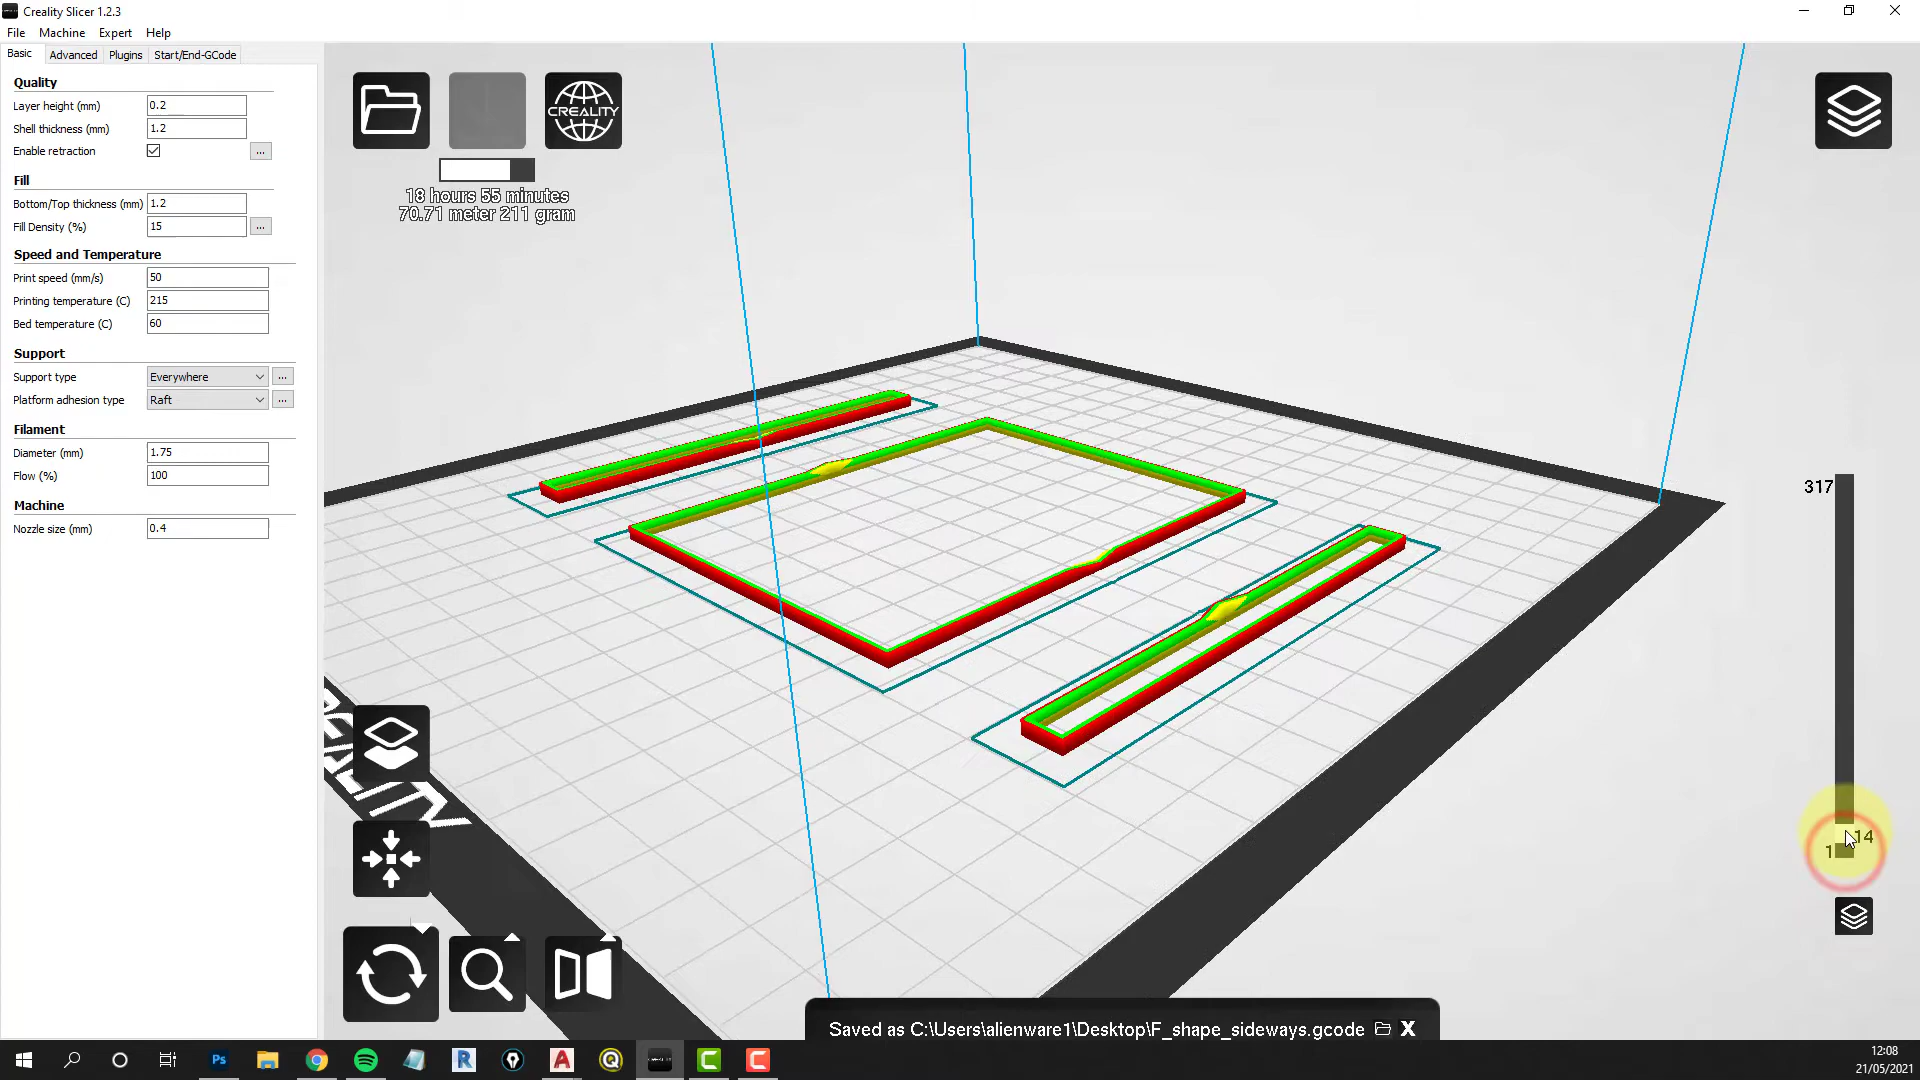 Creality Slicer 1.2.3
File Machine Expert Help
Basic Advanced Plugins Start/End-GCode
Quality
Layer height (mm) 0.2
Shell thickness (mm) 1.2
Enable retraction ...
Fill
Bottom/Top thickness (mm) 1.2
Fill Density (%) 15 ...
Speed and Temperature
Print speed (mm/s) 50
Printing temperature (C) 215
Bed temperature (C) 60
Support
Support type Everywhere ...
Platform adhesion type Raft ...
Filament
Diameter (mm) 1.75
Flow (%) 100
Machine
Nozzle size (mm) 0.4
CREALITY
18 hours 55 minutes
70.71 meter 211 gram
317
14
1
Saved as C:\Users\alienware1\Desktop\F_shape_sideways.gcode X
Ps R A Q C C
12:08
21/05/2021